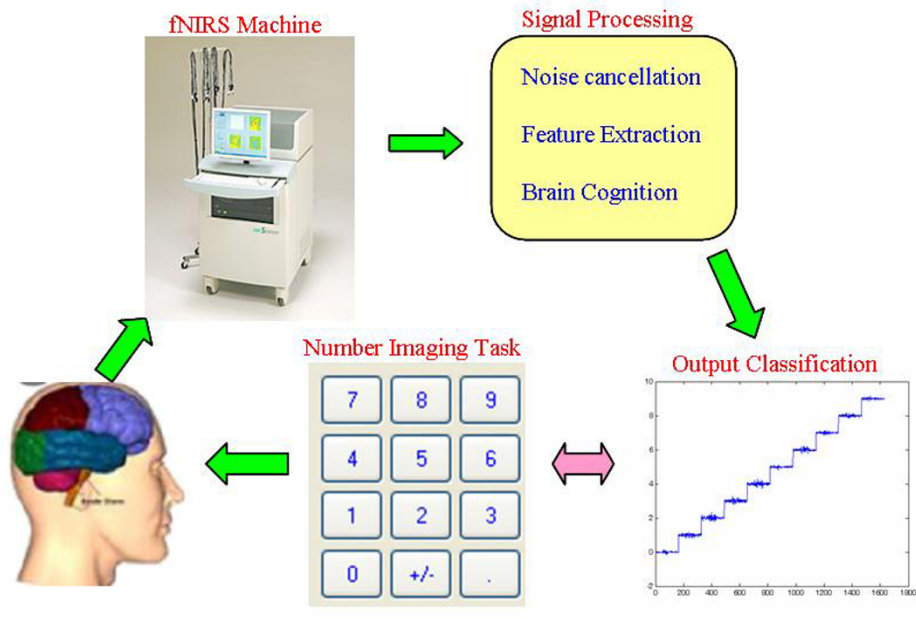 fNIRS Machine
Signal Processing
Noise cancellation
Feature Extraction
Brain Cognition
Number Imaging Task
7 8 9
4 5 6
1 2 3
0 +/- .
Output Classification
10
8
6
4
2
0
-2
0 200 400 600 800 1000 1200 1400 1600 1800